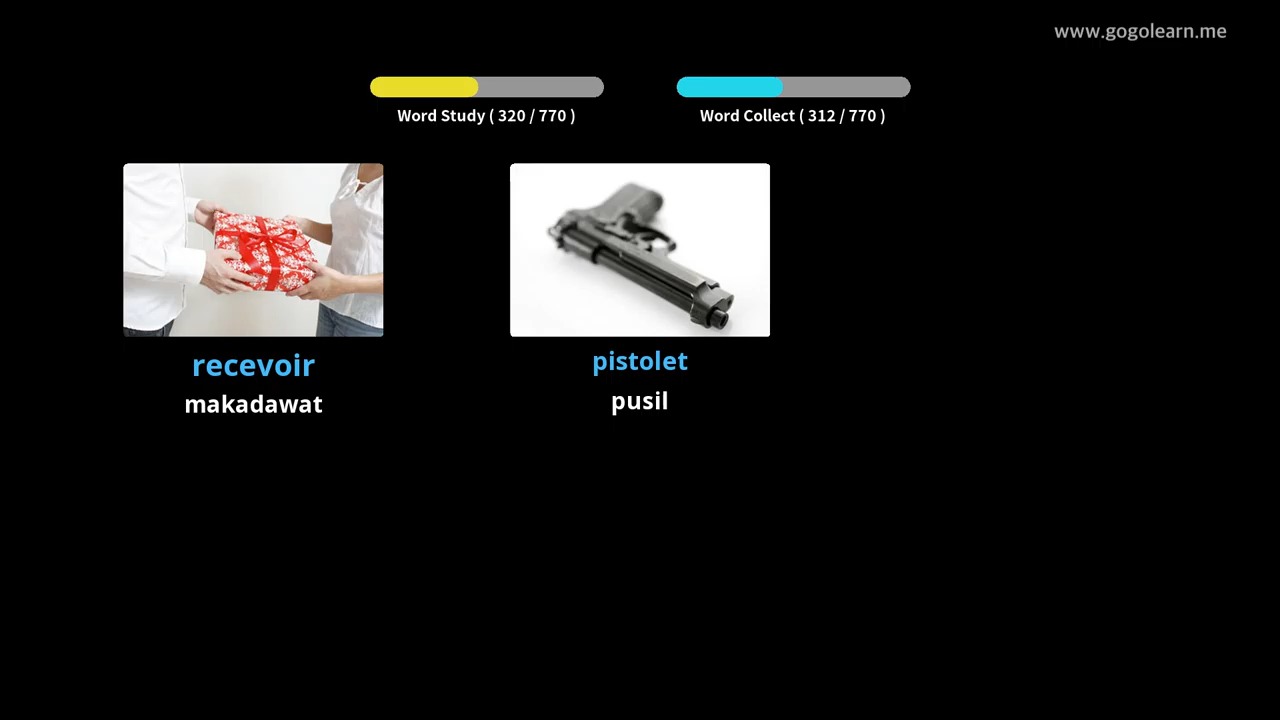 www.gogolearn.me
Word Study ( 320 / 770 )
Word Collect ( 312 / 770 )
recevoir
makadawat
pistolet
pusil